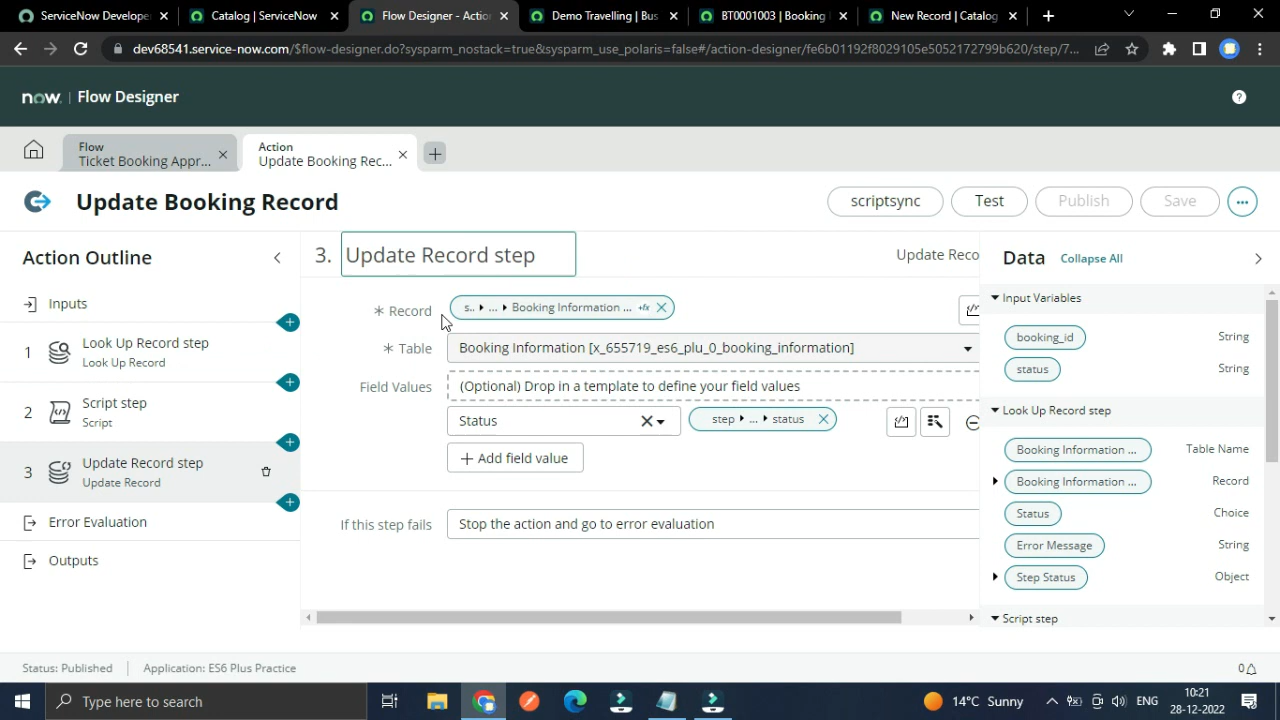 ServiceNow Develope
Catalog | ServiceNow
Flow Designer - Actio
Demo Travelling | Bus
BT0001003 | Booking
New Record | Catalog
dev68541.service-now.com/$flow-designer.do?sysparm_nostack=true&sysparm_use_polaris=false#/action-designer/fe6b01192f8029105e5052172799b620/step/7...
now. | Flow Designer
Flow
Ticket Booking Appr...
Action
Update Booking Rec...
Update Booking Record
scriptsync
Test
Publish
Save
Action Outline
Inputs
1
Look Up Record step
Look Up Record
2
Script step
Script
3
Update Record step
Update Record
Error Evaluation
Outputs
3. Update Record step
Update Reco
* Record
s.. ... Booking Information ... +fx
* Table
Booking Information [x_655719_es6_plu_0_booking_information]
Field Values
(Optional) Drop in a template to define your field values
Status
step ... status
+ Add field value
If this step fails
Stop the action and go to error evaluation
Data Collapse All
Input Variables
booking_id String
status String
Look Up Record step
Booking Information ... Table Name
Booking Information ... Record
Status Choice
Error Message String
Step Status Object
Script step
Status: Published | Application: ES6 Plus Practice
0
Type here to search
14°C Sunny
ENG
10:21
28-12-2022